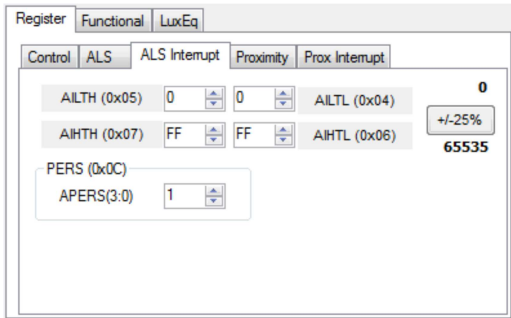 Register Functional LuxEq
Control ALS ALS Interrupt Proximity Prox Interrupt
AILTH (0x05) 0 0 AILTL (0x04) 0
+/-25%
AIHTH (0x07) FF FF AIHTL (0x06) 65535
PERS (0x0C)
APERS(3:0) 1